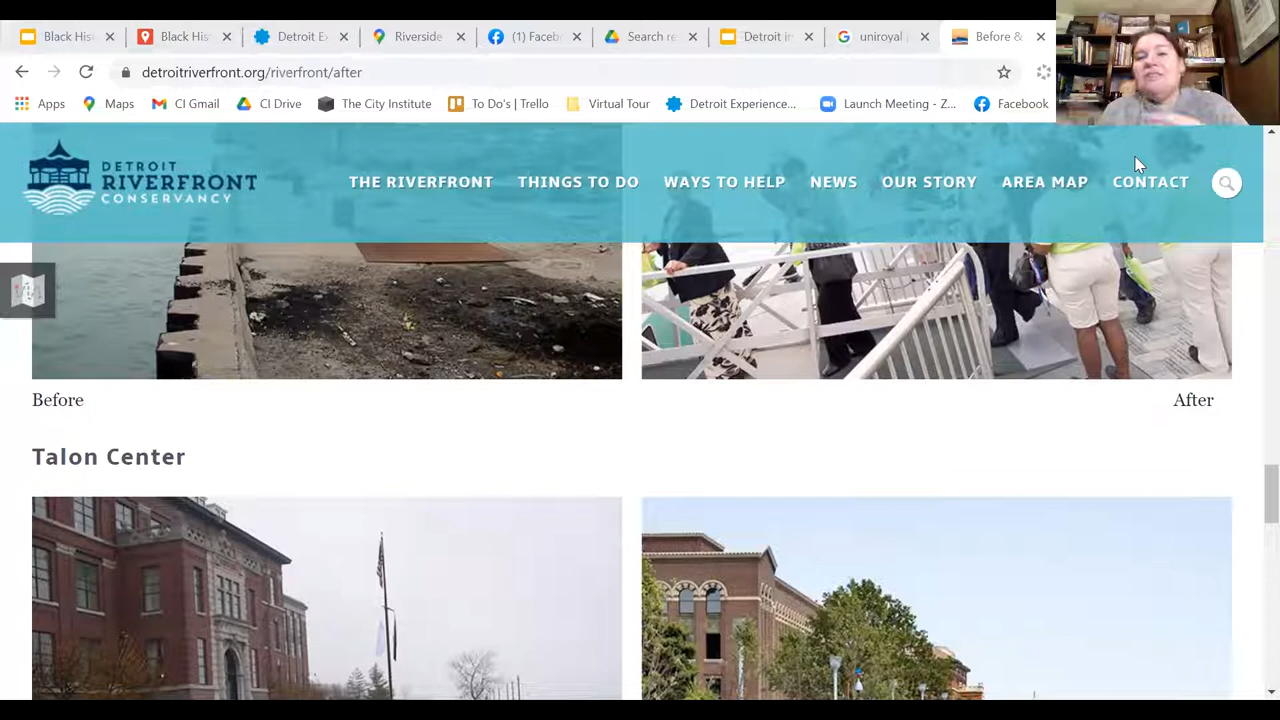 Black His
Black His
Detroit E
Riverside
(1) Faceb
Search re
Detroit in
uniroyal
Before &
detroitriverfront.org/riverfront/after
Apps Maps CI Gmail CI Drive The City Institute To Do's | Trello Virtual Tour Detroit Experience... Launch Meeting - Z... Facebook
DETROIT
RIVERFRONT
CONSERVANCY
THE RIVERFRONT THINGS TO DO WAYS TO HELP NEWS OUR STORY AREA MAP CONTACT
Before
After
Talon Center